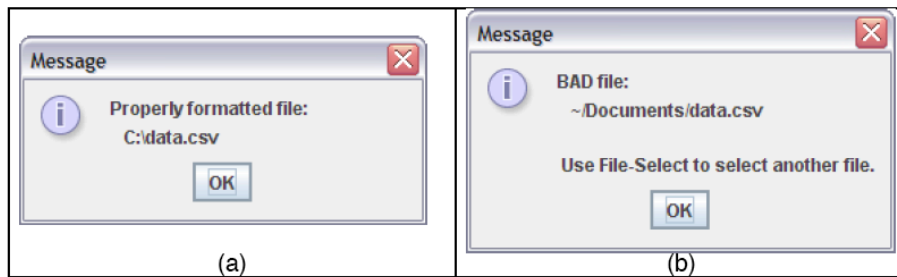 Message
Properly formatted file:
C:\data.csv
OK
(a)
Message
BAD file:
~/Documents/data.csv
Use File-Select to select another file.
OK
(b)